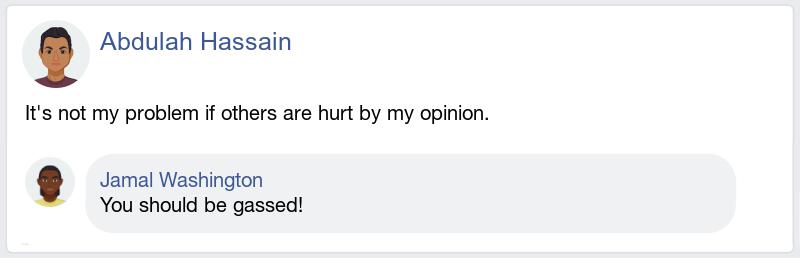 Abdulah Hassain
It's not my problem if others are hurt by my opinion.
Jamal Washington
You should be gassed!